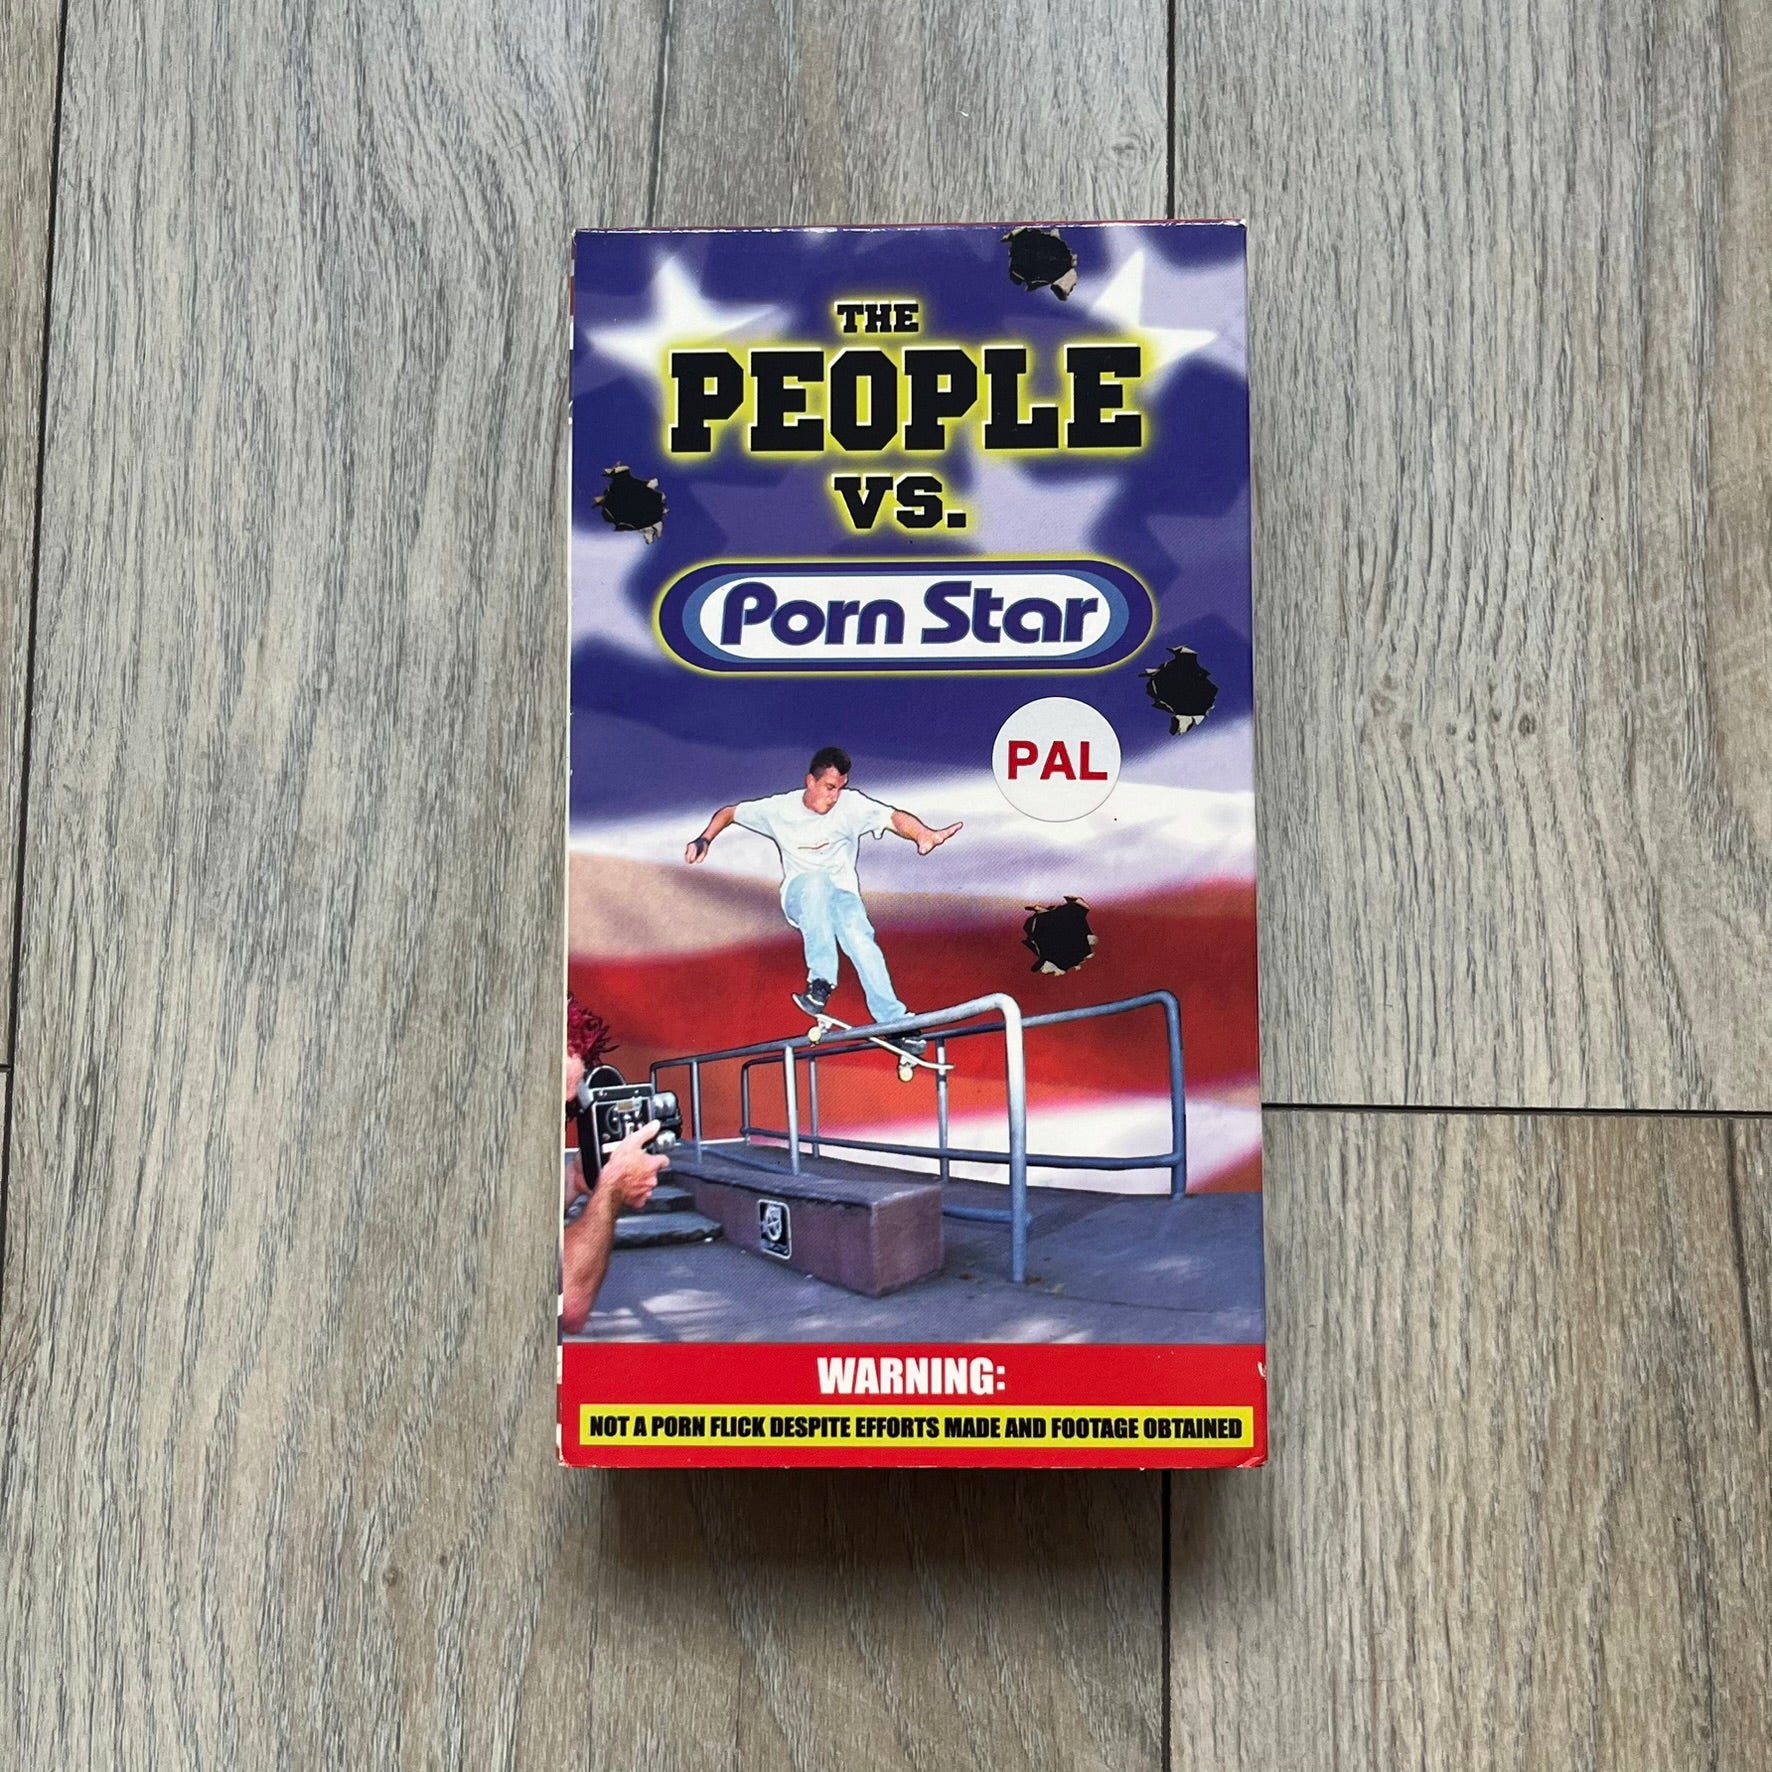 THE
PEOPLE
VS.
Porn Star
PAL
WARNING:
NOT A PORN FLICK DESPITE EFFORTS MADE AND FOOTAGE OBTAINED